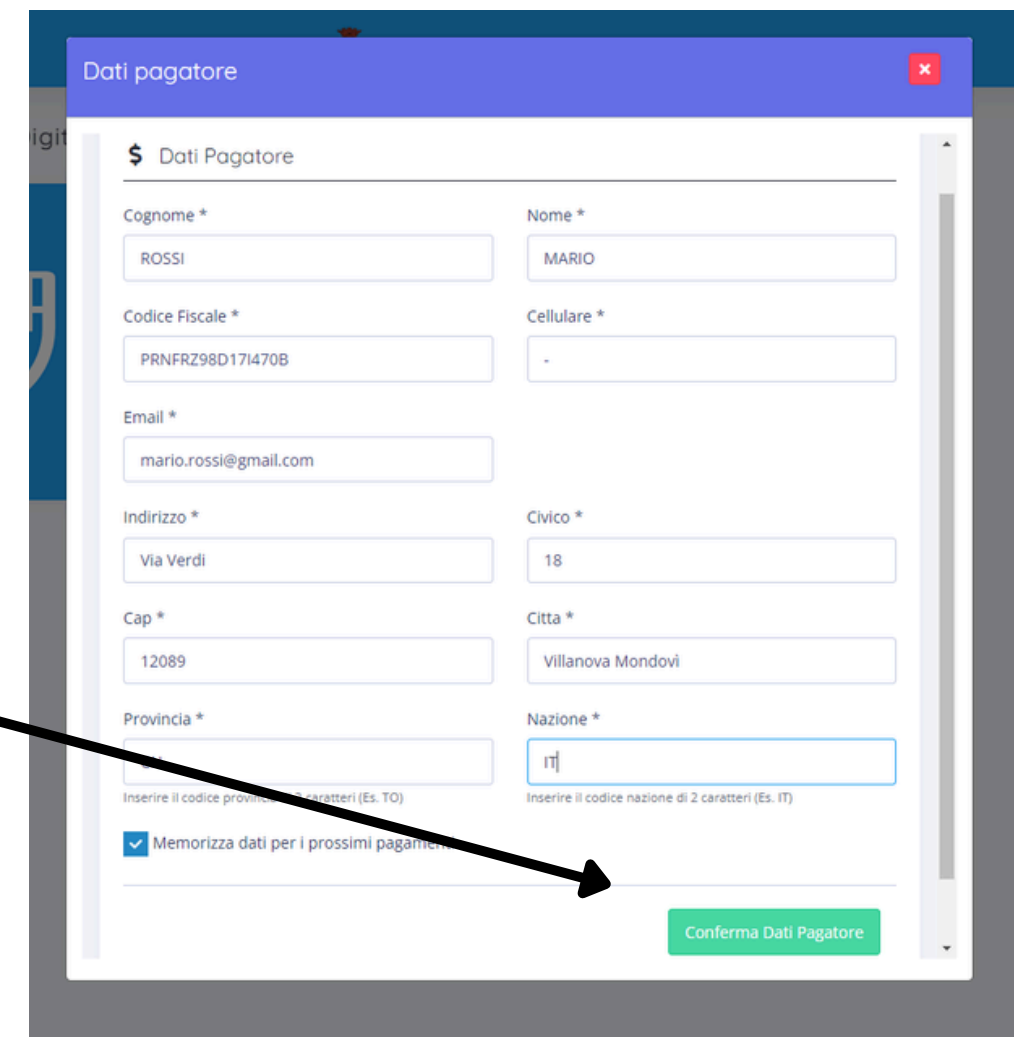 Dati pagatore
igit
$ Dati Pagatore
Cognome * Nome *
ROSSI MARIO
Codice Fiscale * Cellulare *
PRNFRZ98D17I470B -
Email *
mario.rossi@gmail.com
Indirizzo * Civico *
Via Verdi 18
Cap * Citta *
12089 Villanova Mondovì
Provincia * Nazione *
IT
Inserire il codice provincia di 2 caratteri (Es. TO) Inserire il codice nazione di 2 caratteri (Es. IT)
Memorizza dati per i prossimi pagamenti
Conferma Dati Pagatore